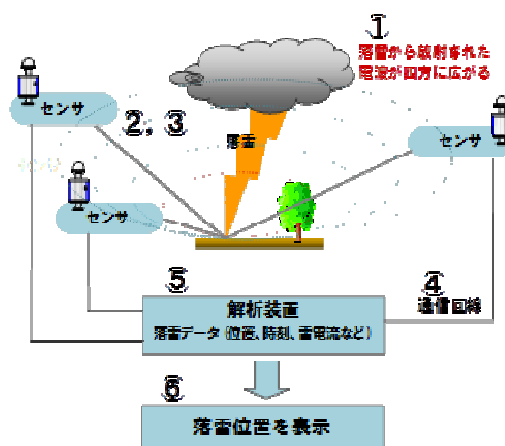 ①
落雷から放射された
電波が四方に広がる
センサ
②、③
落雷
センサ
センサ
④
通信回線
⑤
解析装置
落雷データ（位置、時刻、雷電流など）
⑥
落雷位置を表示